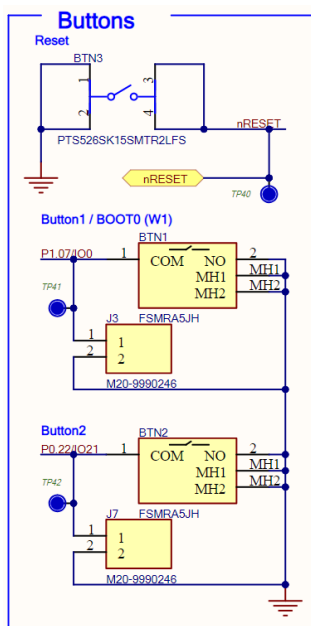 Buttons
Reset
BTN3
1 3
2 4
PTS526SK15SMTR2LFS
nRESET
nRESET
TP40
Button1 / BOOT0 (W1)
BTN1
P1.07/IO0
1 COM NO 2
MH1 MH1
MH2 MH2
TP41
J3 FSMRA5JH
1 1
2 2
M20-9990246
Button2
BTN2
P0.22/IO21
1 COM NO 2
MH1 MH1
MH2 MH2
TP42
J7 FSMRA5JH
1 1
2 2
M20-9990246